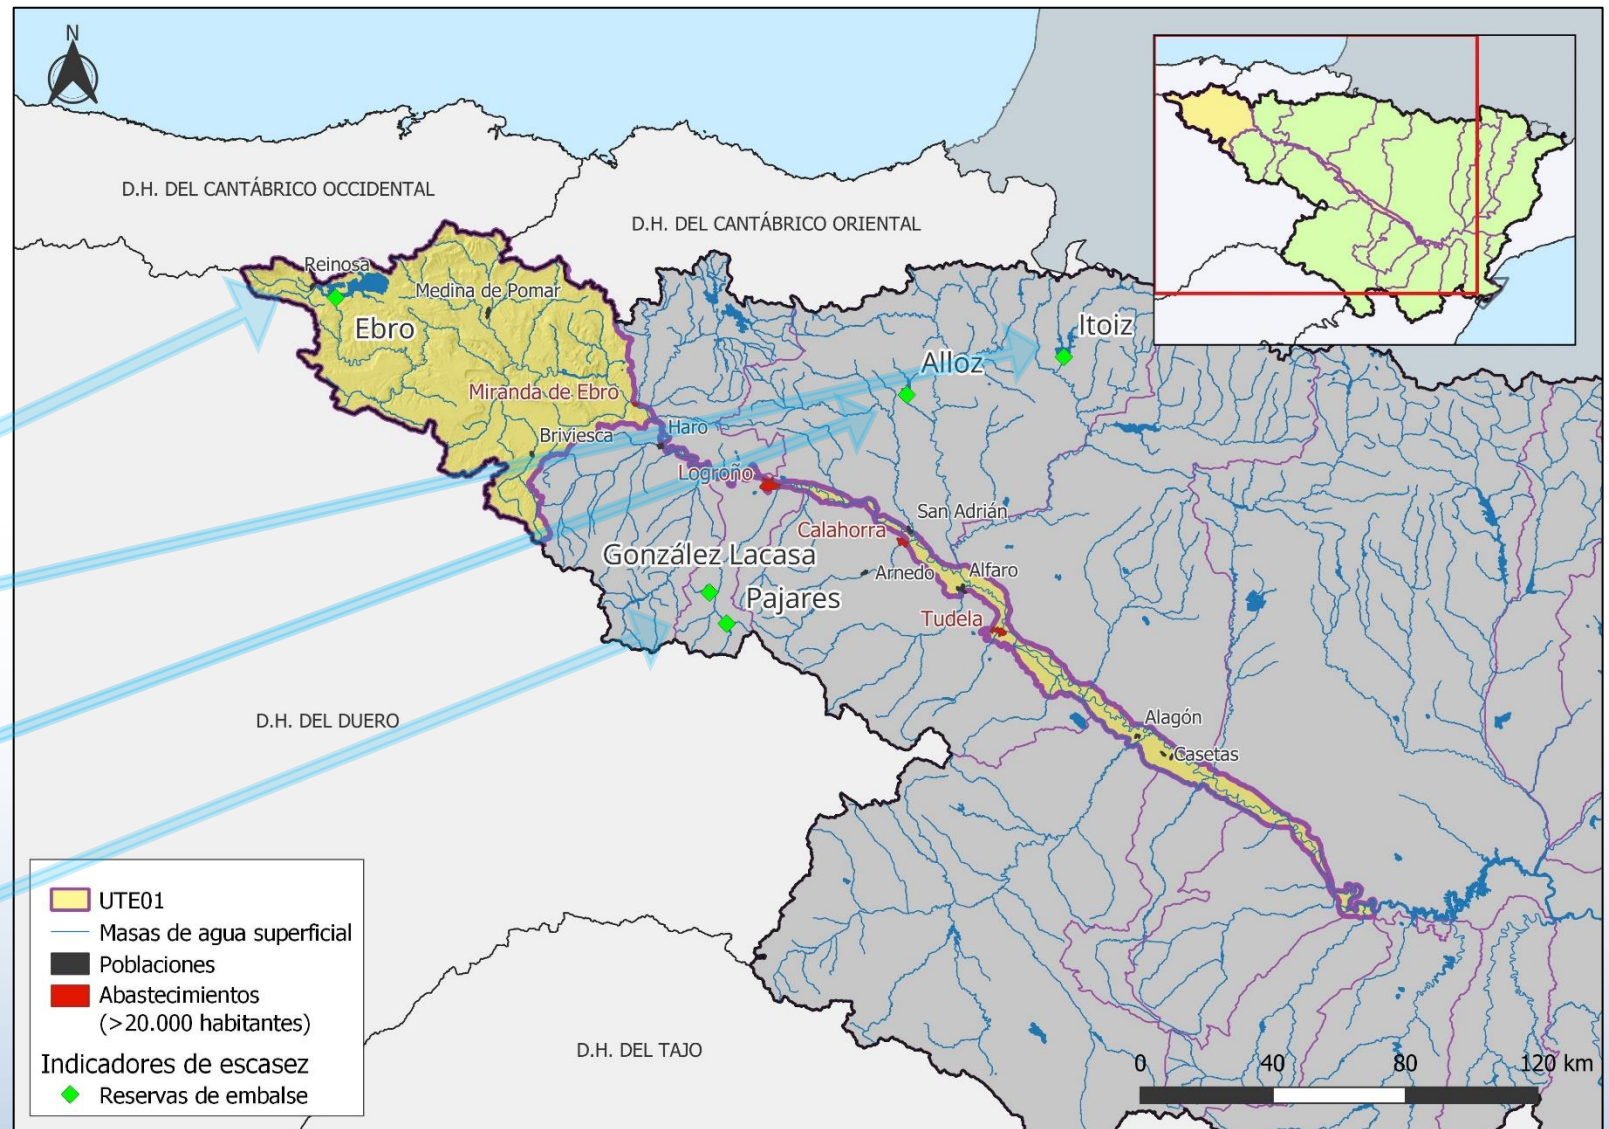 N
D.H. DEL CANTÁBRICO OCCIDENTAL
D.H. DEL CANTÁBRICO ORIENTAL
Reinosa
Medina de Pomar
Ebro
Itoiz
Alloz
Miranda de Ebro
Briviesca
Haro
Logroño
San Adrián
Calahorra
González Lacasa
Arnedo
Alfaro
Pajares
Tudela
D.H. DEL DUERO
Alagón
Casetas
UTE01
Masas de agua superficial
Poblaciones
Abastecimientos
(>20.000 habitantes)
Indicadores de escasez
Reservas de embalse
D.H. DEL TAJO
0 40 80 120 km